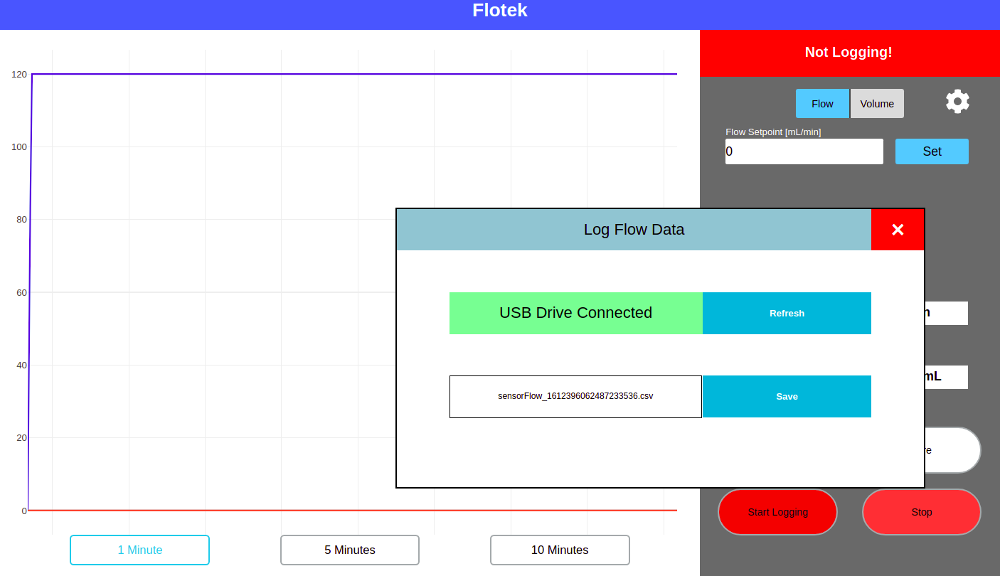 Flotek
Not Logging!
Flow
Volume
Flow Setpoint [mL/min]
0
Set
120
100
80
60
40
20
0
Log Flow Data
×
USB Drive Connected
Refresh
sensorFlow_1612396062487233536.csv
Save
mL
Start Logging
Stop
1 Minute
5 Minutes
10 Minutes